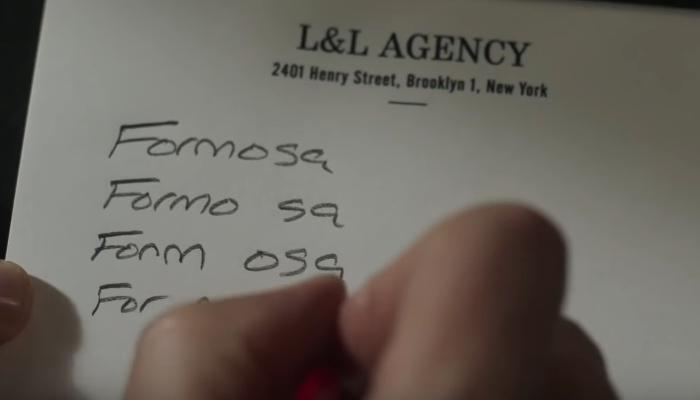 L&L AGENCY
2401 Henry Street, Brooklyn 1, New York
Formosa
Formo sa
Form osa
For